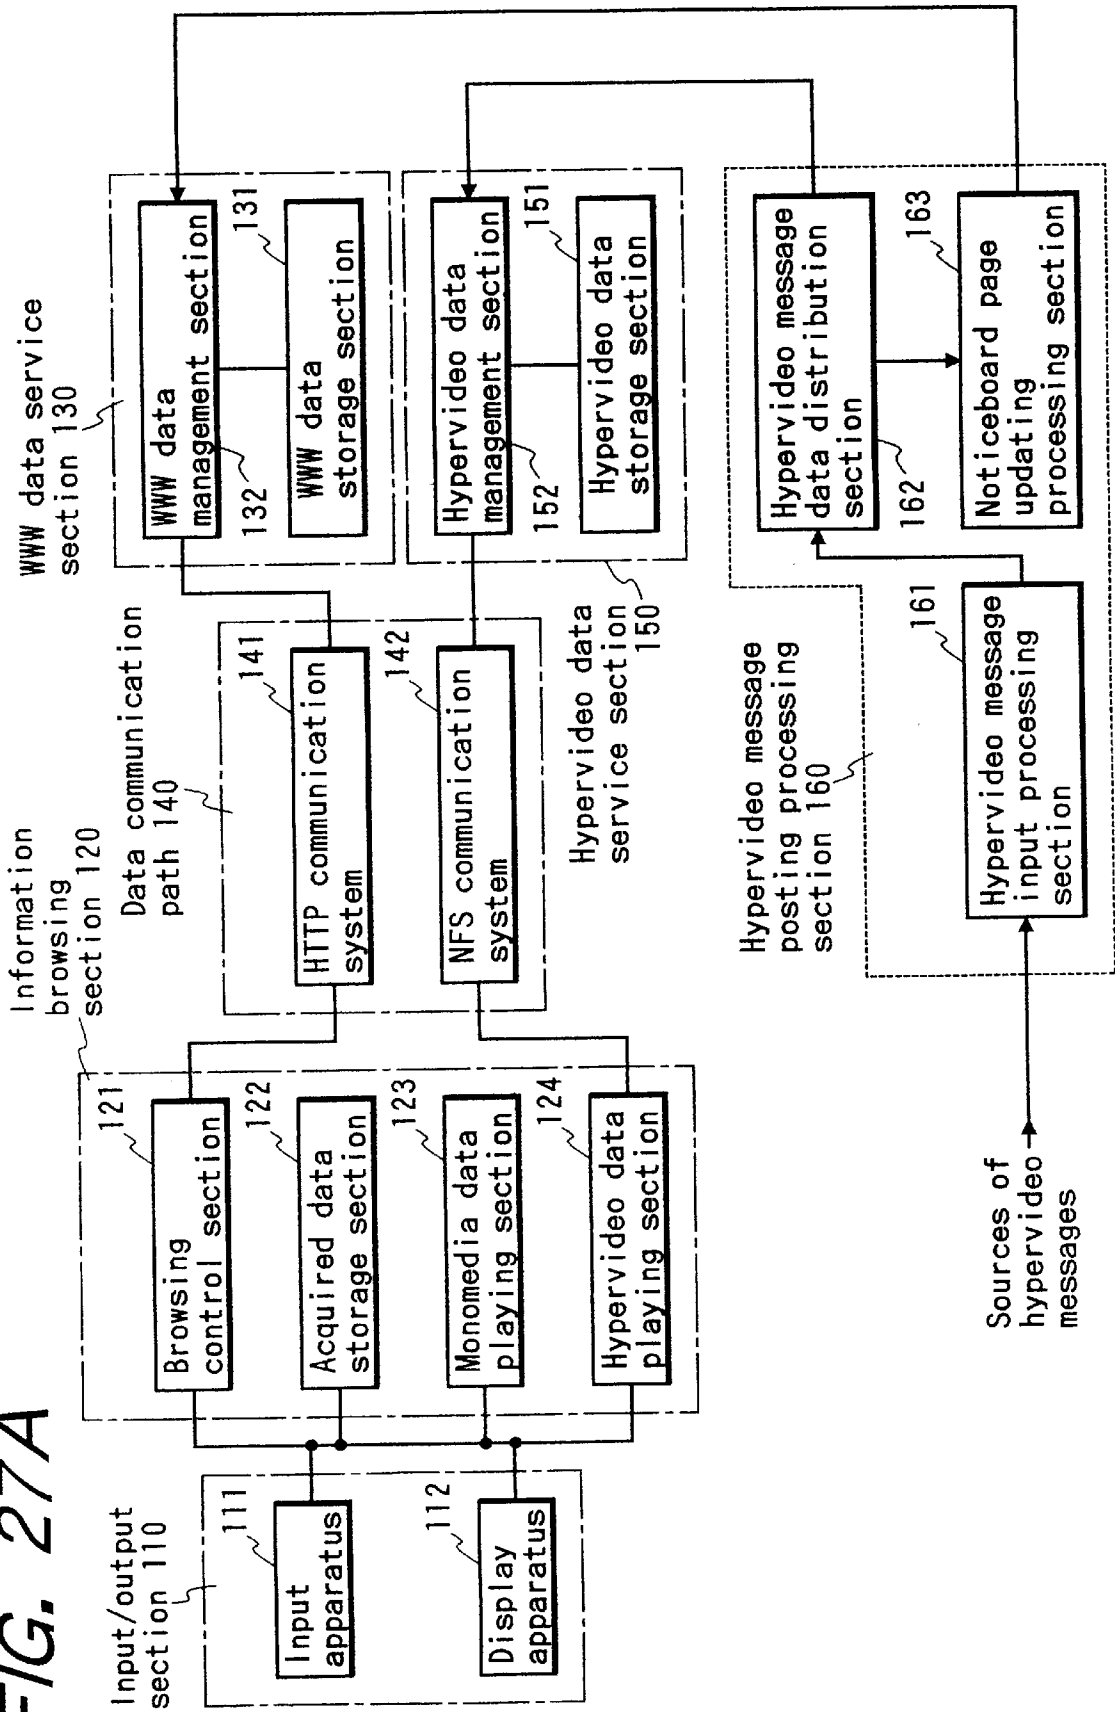 FIG. 27A
Input/output
section 110
111
Input
apparatus
112
Display
apparatus
Information
browsing
section 120
121
Browsing
control section
122
Acquired data
storage section
123
Monomedia data
playing section
124
Hypervideo data
playing section
Data communication
path 140
141
HTTP communication
system
142
NFS communication
system
WWW data service
section 130
WWW data
management section
132
131
WWW data
storage section
Hypervideo data
management section
152
151
Hypervideo data
storage section
Hypervideo data
service section
150
Hypervideo message
posting processing
section 160
161
Hypervideo message
input processing
section
Hypervideo message
data distribution
section
162
163
Noticeboard page
updating
processing section
Sources of
hypervideo
messages